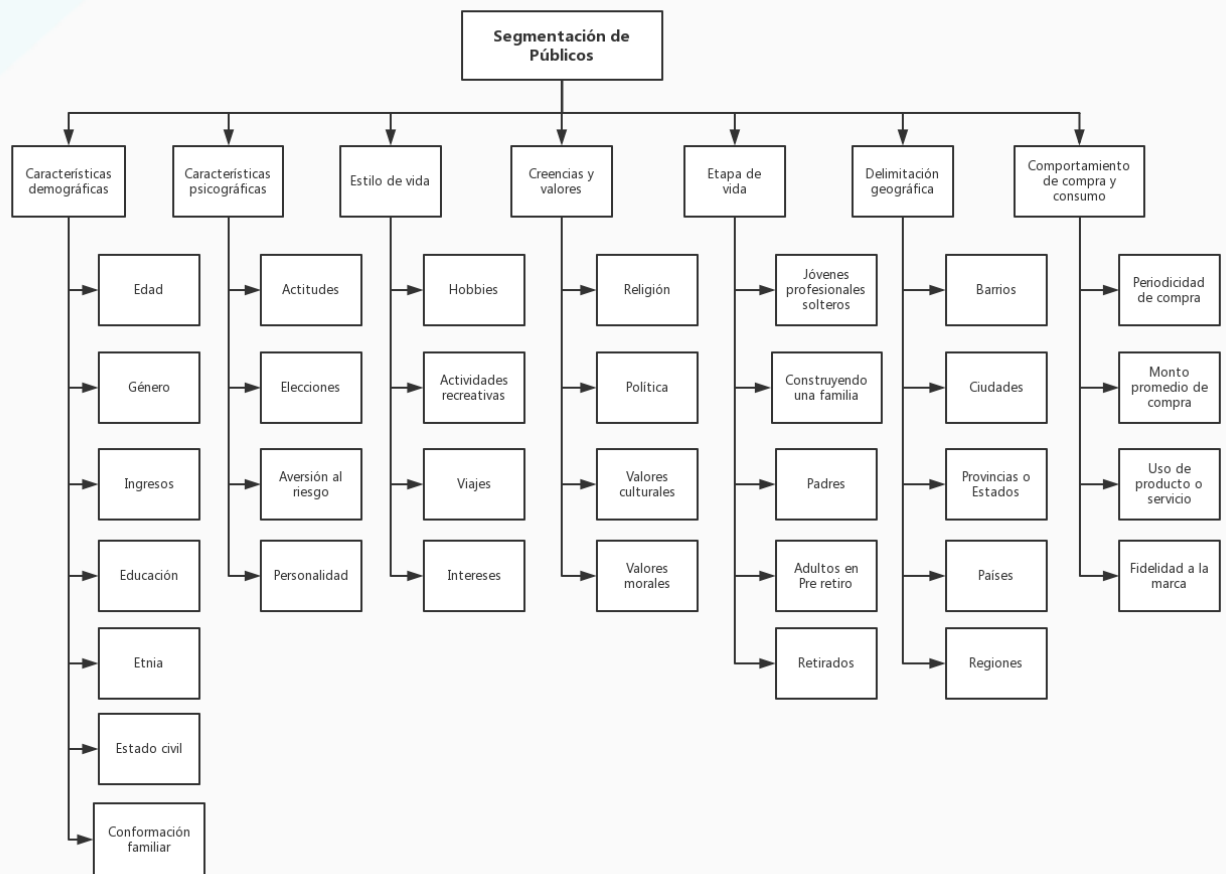 Segmentación de
Públicos
Características
demográficas
Edad
Género
Ingresos
Educación
Etnia
Estado civil
Conformación
familiar
Características
psicográficas
Actitudes
Elecciones
Aversión al
riesgo
Personalidad
Estilo de vida
Hobbies
Actividades
recreativas
Viajes
Intereses
Creencias y
valores
Religión
Política
Valores
culturales
Valores
morales
Etapa de
vida
Jóvenes
profesionales
solteros
Construyendo
una familia
Padres
Adultos en
Pre retiro
Retirados
Delimitación
geográfica
Barrios
Ciudades
Provincias o
Estados
Países
Regiones
Comportamiento
de compra y
consumo
Periodicidad
de compra
Monto
promedio de
compra
Uso de
producto o
servicio
Fidelidad a la
marca